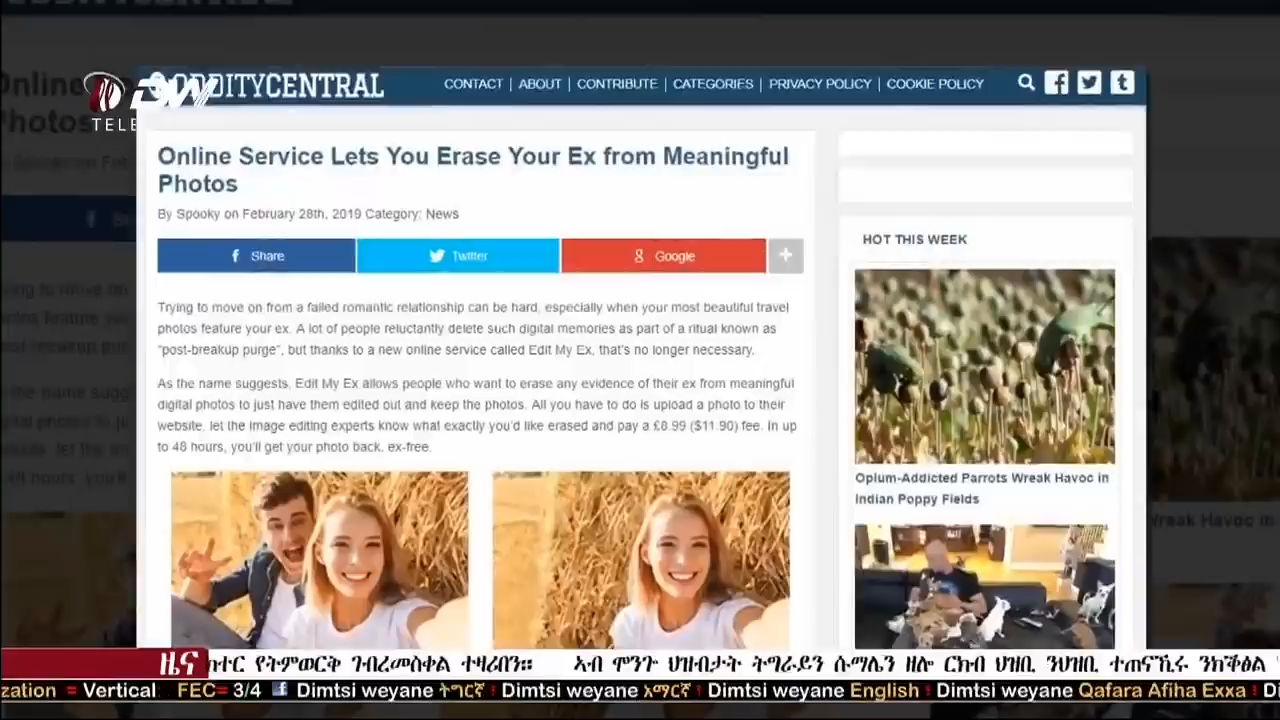 ODDITYCENTRAL
CONTACT | ABOUT | CONTRIBUTE | CATEGORIES | PRIVACY POLICY | COOKIE POLICY
DW
TELE
Online Service Lets You Erase Your Ex from Meaningful
Photos
By Spooky on February 28th, 2019 Category: News
Share
Twitter
Google
+
Trying to move on from a failed romantic relationship can be hard, especially when your most beautiful travel
photos feature your ex. A lot of people reluctantly delete such digital memories as part of a ritual known as
"post-breakup purge", but thanks to a new online service called Edit My Ex, that's no longer necessary.
As the name suggests, Edit My Ex allows people who want to erase any evidence of their ex from meaningful
digital photos to just have them edited out and keep the photos. All you have to do is upload a photo to their
website, let the image editing experts know what exactly you'd like erased and pay a £8.99 ($11.90) fee. In up
to 48 hours, you'll get your photo back, ex-free.
HOT THIS WEEK
Opium-Addicted Parrots Wreak Havoc in
Indian Poppy Fields
ዜና
ክተር የትምወርቅ ገብረመስቀል ተዛሪበን። ኣብ ሞንጎ ህዝብታት ትግራይን ሱማሌን ዘሎ ርክብ ህዝቢ ንህዝቢ ተጠናኺሩ ንክቕፅል
zation = Vertical FEC= 3/4 Dimtsi weyane ትግርኛ ፡ Dimtsi weyane አማርኛ ፡ Dimtsi weyane English ፡ Dimtsi weyane Qafara Afiha Exxa ፡ Di